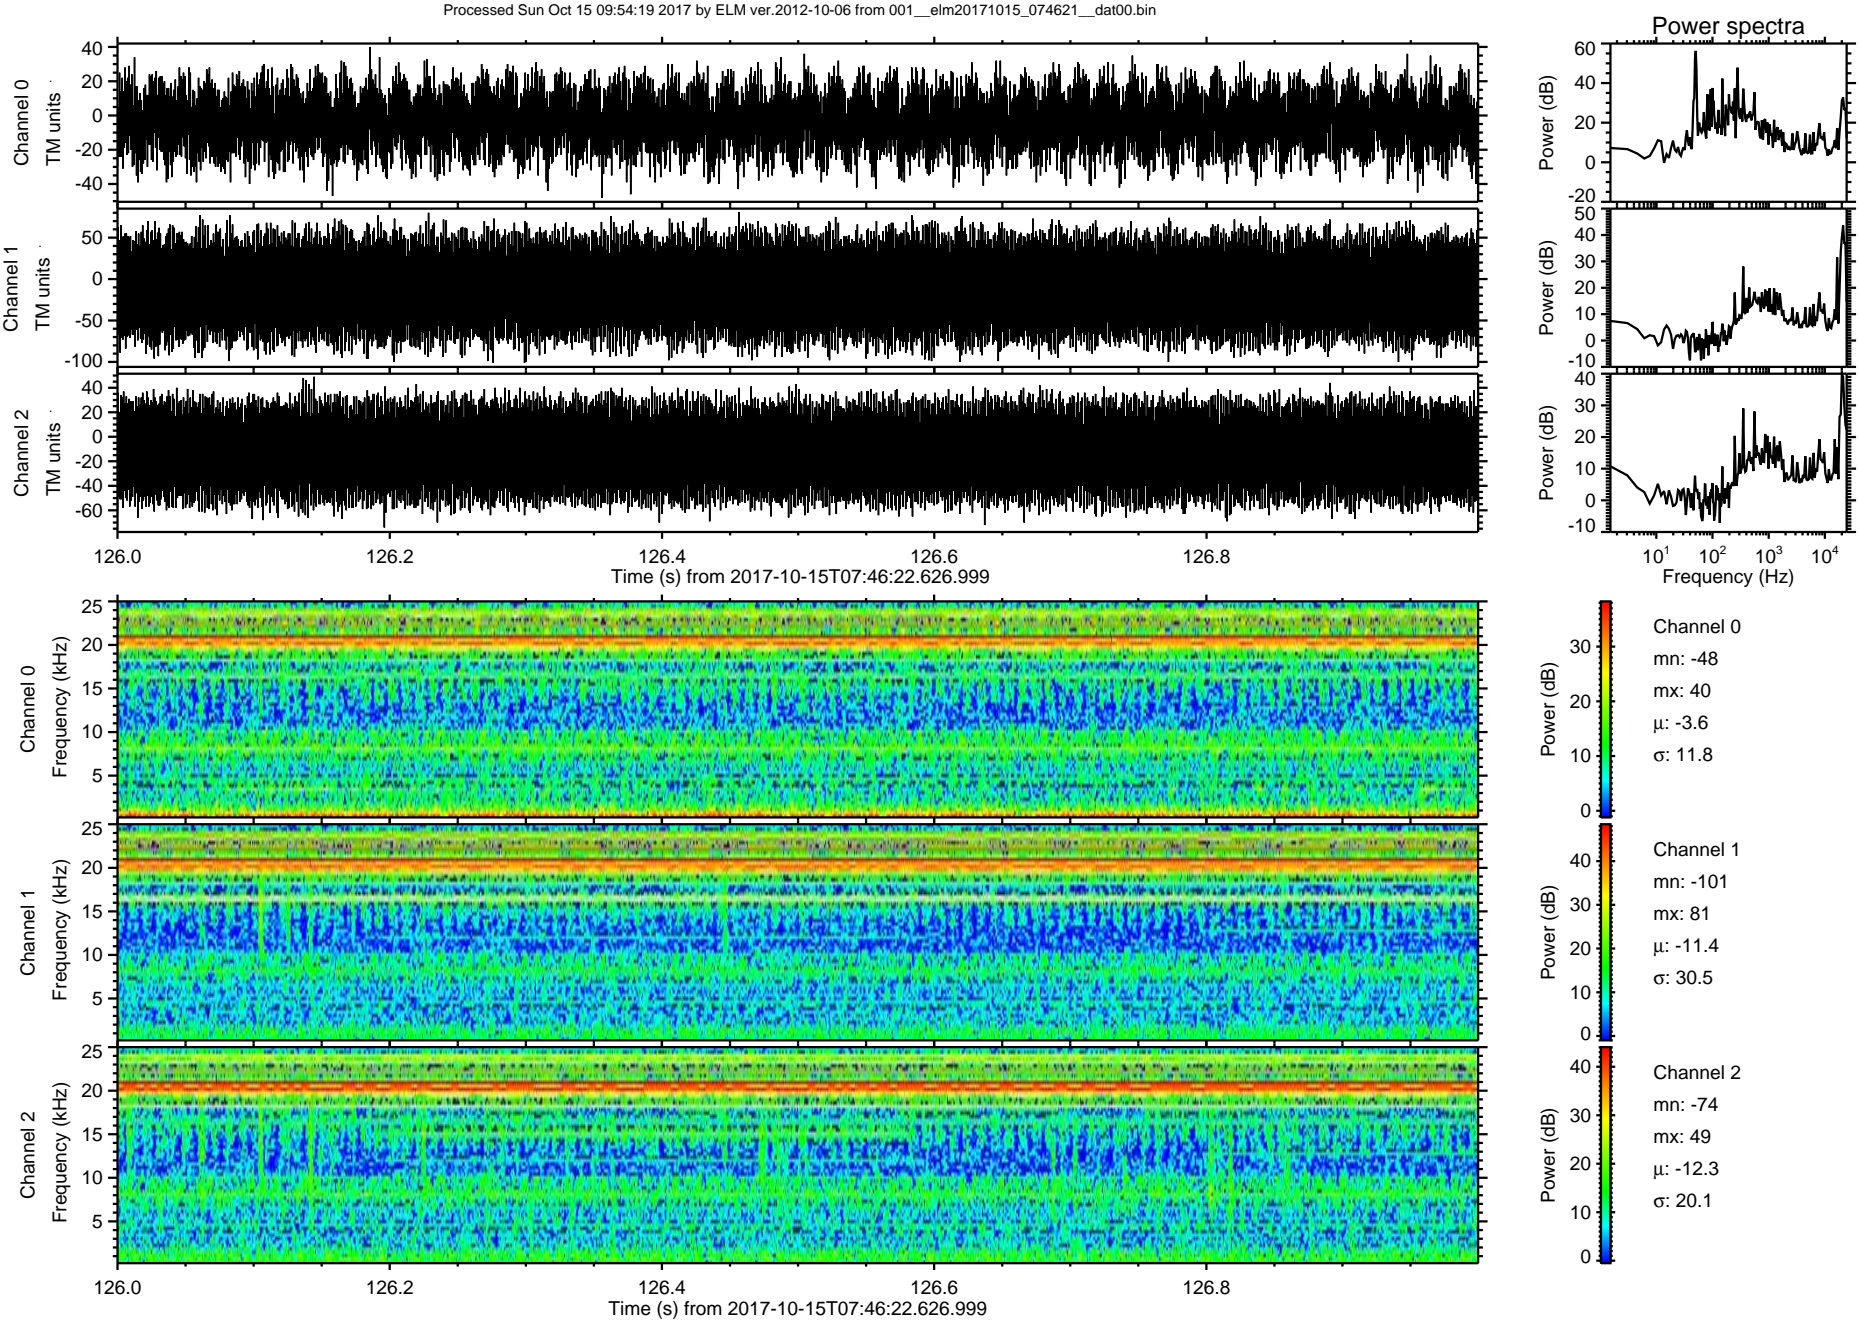 Processed Sun Oct 15 09:54:19 2017 by ELM ver.2012-10-06 from 001__elm20171015_074621__dat00.bin
Power spectra
Channel 0
TM units
40
20
0
-20
-40
Power (dB)
60
40
20
0
-20
Channel 1
TM units
50
0
-50
-100
Power (dB)
50
40
30
20
10
0
-10
Channel 2
TM units
40
20
0
-20
-40
-60
Power (dB)
40
30
20
10
0
-10
126.0 126.2 126.4 126.6 126.8
Time (s) from 2017-10-15T07:46:22.626.999
10^1 10^2 10^3 10^4
Frequency (Hz)
Channel 0
Frequency (kHz)
25
20
15
10
5
Power (dB)
30
20
10
0
Channel 0
mn: -48
mx: 40
μ: -3.6
σ: 11.8
Channel 1
Frequency (kHz)
25
20
15
10
5
Power (dB)
40
30
20
10
0
Channel 1
mn: -101
mx: 81
μ: -11.4
σ: 30.5
Channel 2
Frequency (kHz)
25
20
15
10
5
Power (dB)
40
30
20
10
0
Channel 2
mn: -74
mx: 49
μ: -12.3
σ: 20.1
126.0 126.2 126.4 126.6 126.8
Time (s) from 2017-10-15T07:46:22.626.999